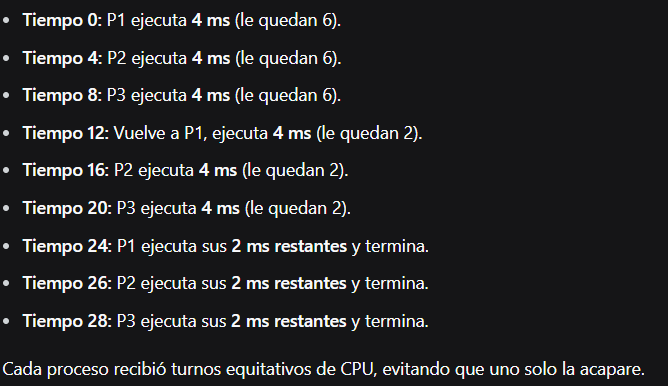 • Tiempo 0: P1 ejecuta 4 ms (le quedan 6).
• Tiempo 4: P2 ejecuta 4 ms (le quedan 6).
• Tiempo 8: P3 ejecuta 4 ms (le quedan 6).
• Tiempo 12: Vuelve a P1, ejecuta 4 ms (le quedan 2).
• Tiempo 16: P2 ejecuta 4 ms (le quedan 2).
• Tiempo 20: P3 ejecuta 4 ms (le quedan 2).
• Tiempo 24: P1 ejecuta sus 2 ms restantes y termina.
• Tiempo 26: P2 ejecuta sus 2 ms restantes y termina.
• Tiempo 28: P3 ejecuta sus 2 ms restantes y termina.
Cada proceso recibió turnos equitativos de CPU, evitando que uno solo la acapare.